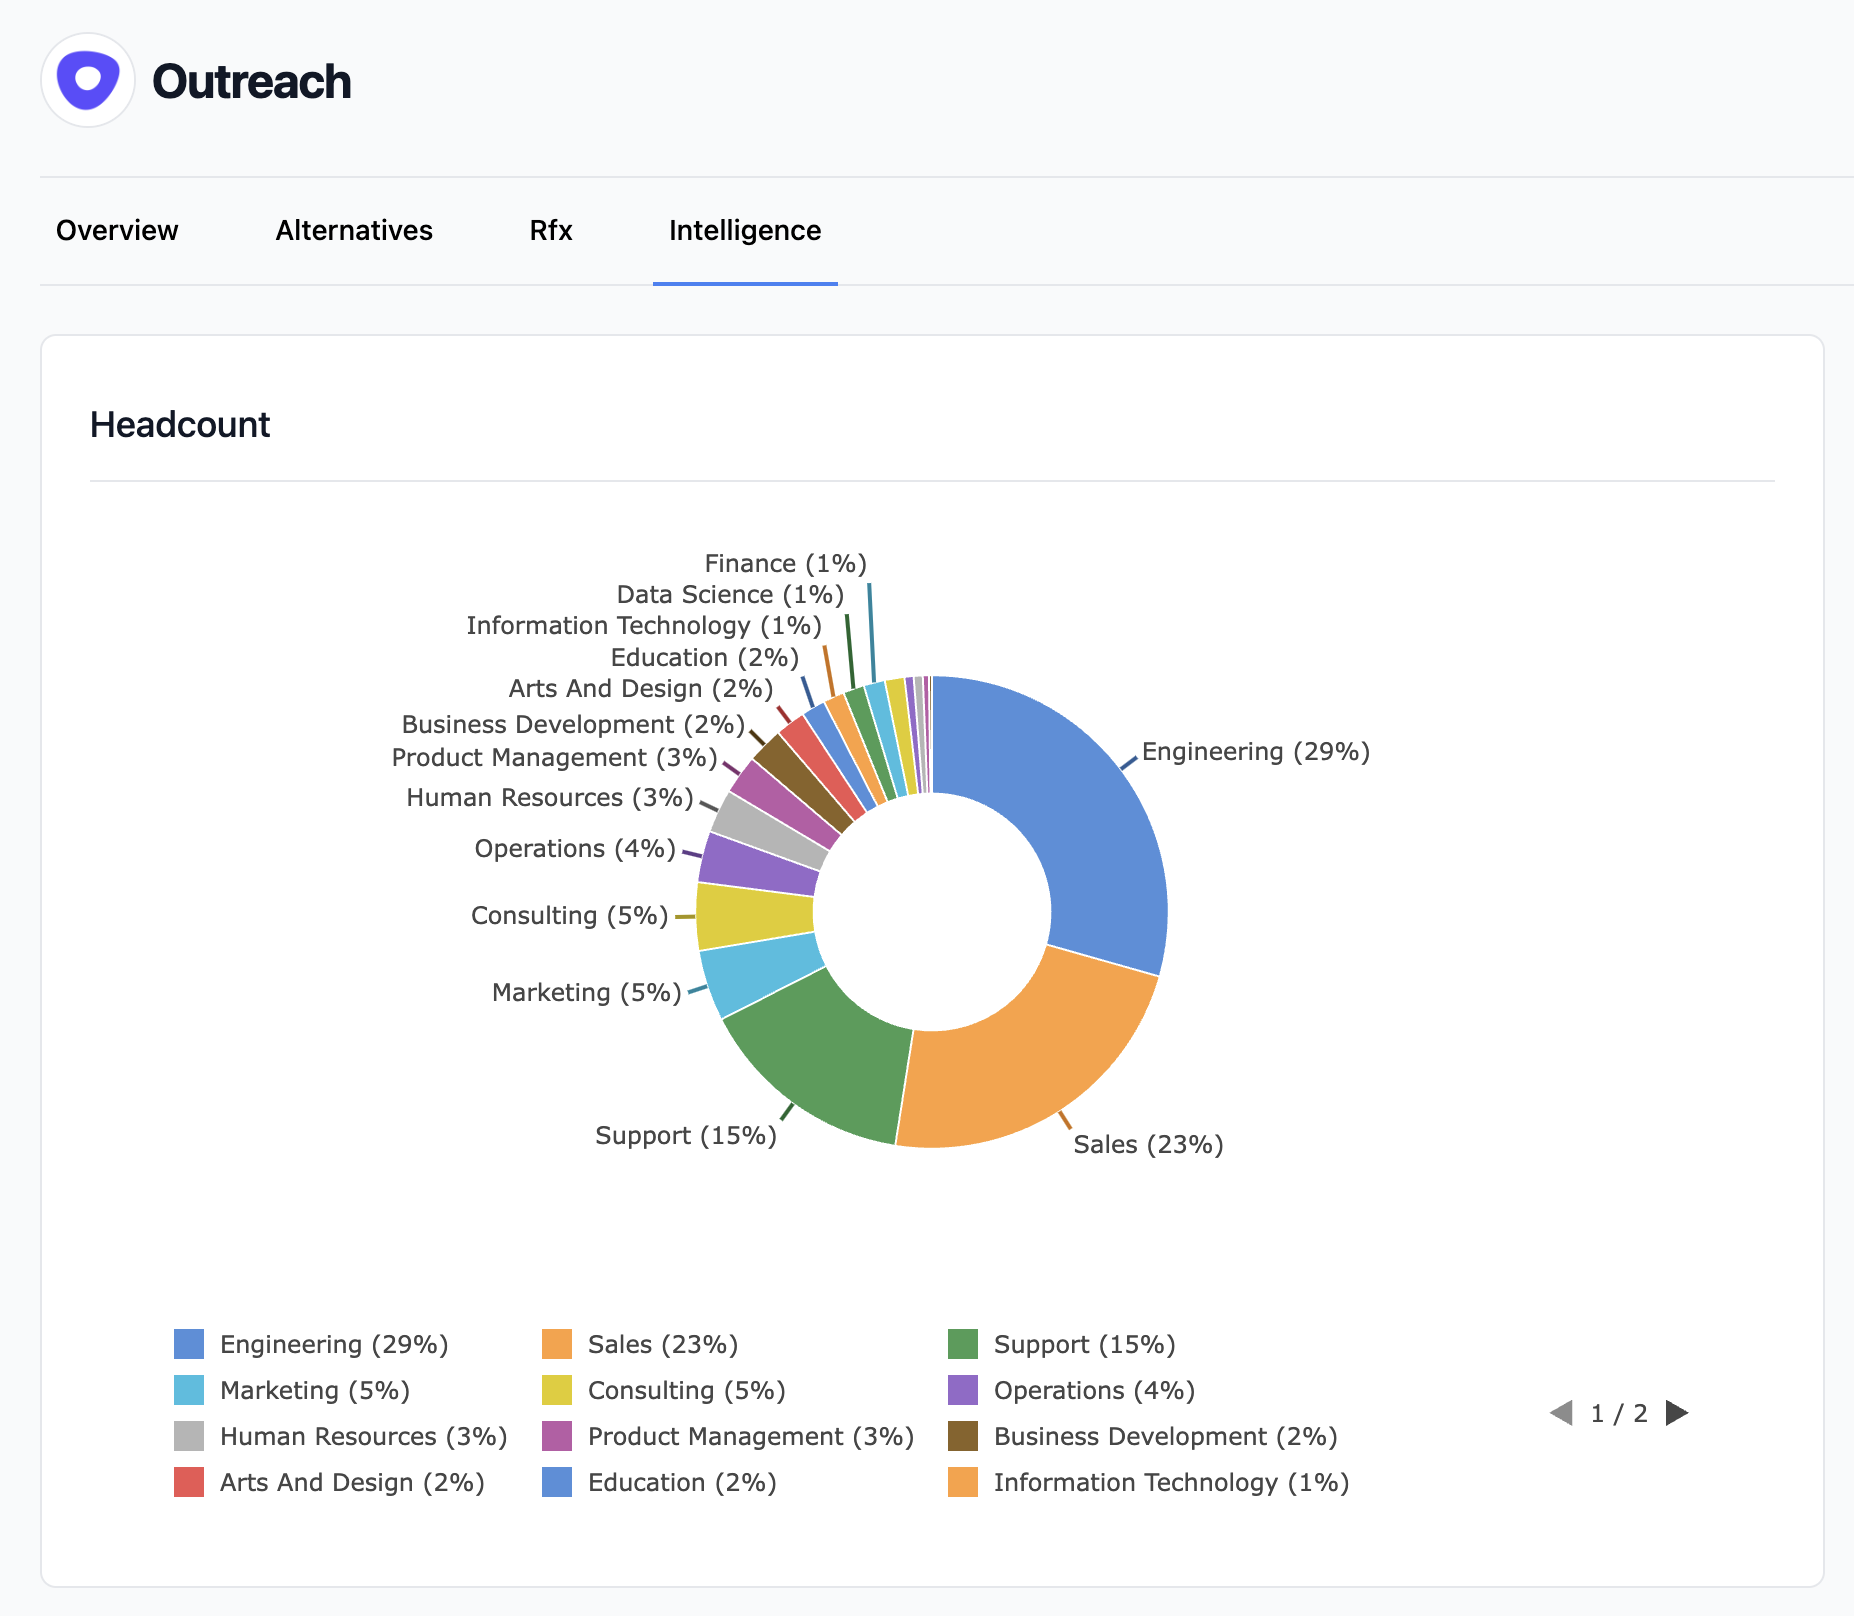 Outreach
Overview Alternatives Rfx Intelligence
Headcount
Finance (1%)
Data Science (1%)
Information Technology (1%)
Education (2%)
Arts And Design (2%)
Business Development (2%)
Product Management (3%)
Human Resources (3%)
Operations (4%)
Consulting (5%)
Marketing (5%)
Support (15%)
Engineering (29%)
Sales (23%)
Engineering (29%) Sales (23%) Support (15%)
Marketing (5%) Consulting (5%) Operations (4%)
Human Resources (3%) Product Management (3%) Business Development (2%)
Arts And Design (2%) Education (2%) Information Technology (1%)
1 / 2